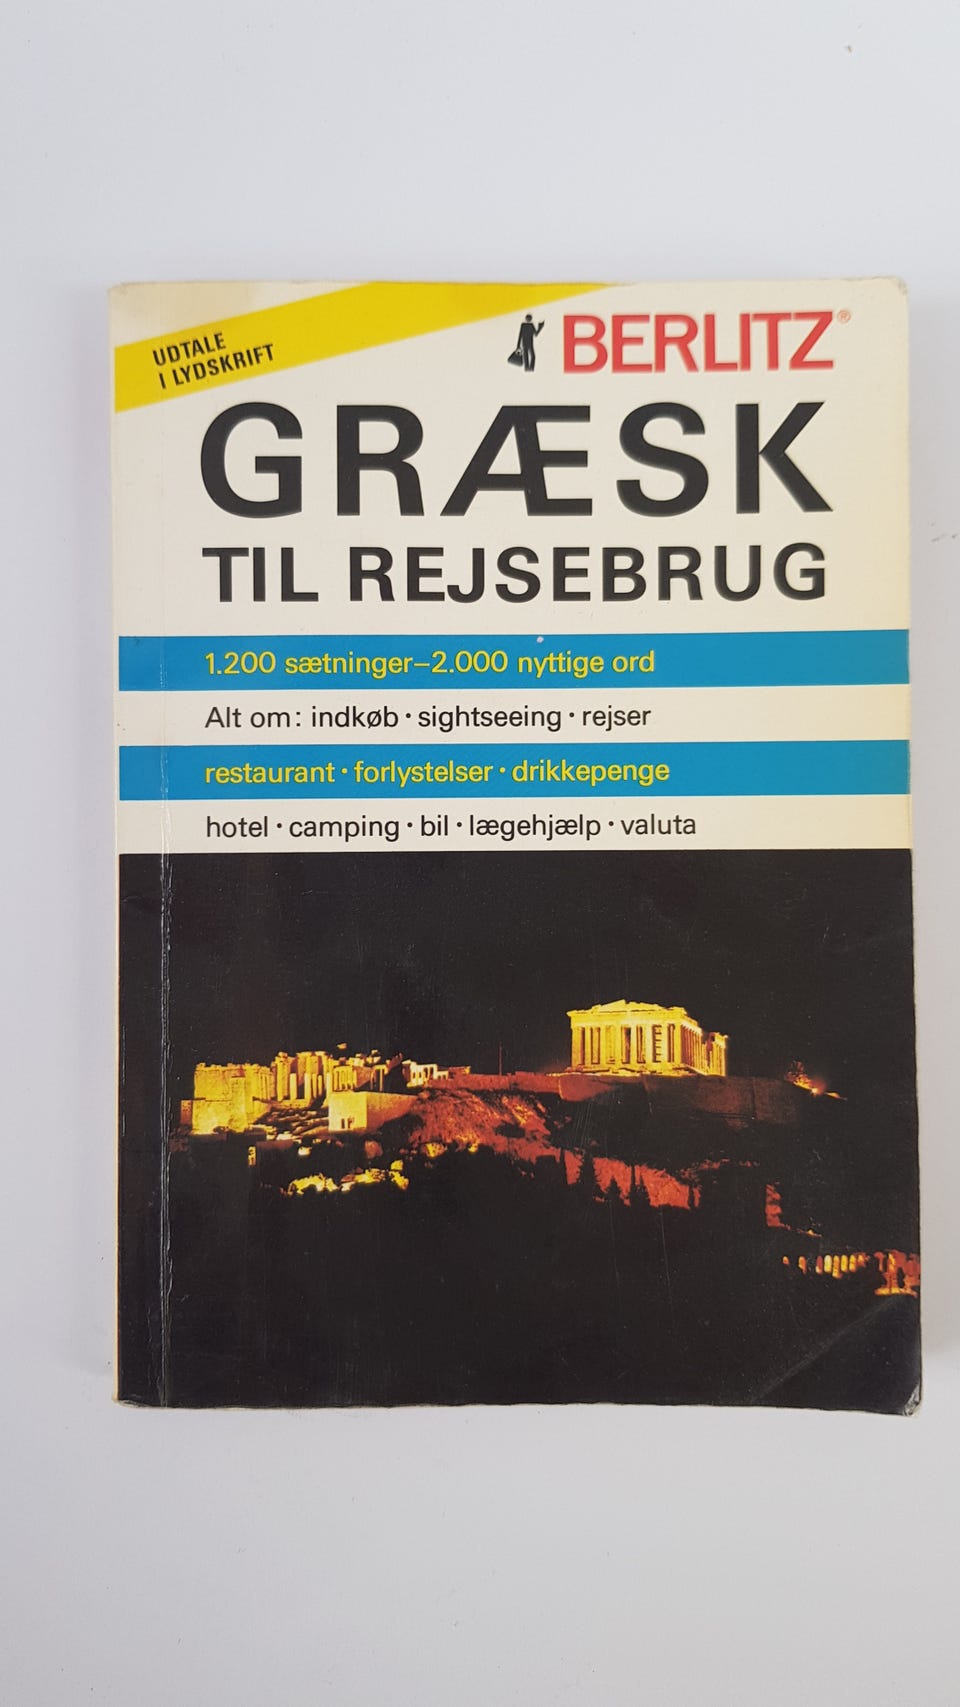 UDTALE
I LYDSKRIFT
BERLITZ®
GRÆSK
TIL REJSEBRUG
1.200 sætninger–2.000 nyttige ord
Alt om: indkøb · sightseeing · rejser
restaurant · forlystelser · drikkepenge
hotel · camping · bil · lægehjælp · valuta